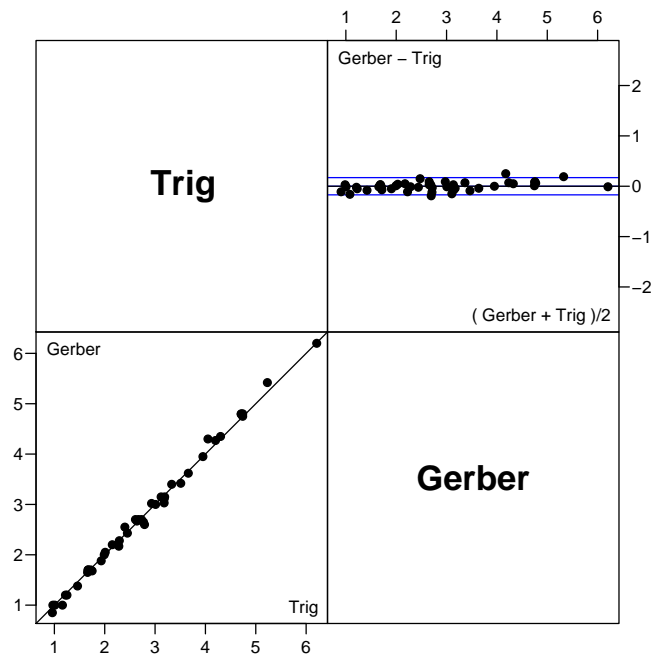 1 2 3 4 5 6
Gerber − Trig
Trig
2
1
0
−1
−2
( Gerber + Trig )/2
Gerber
6
5
4
3
2
1
Gerber
Trig
1 2 3 4 5 6